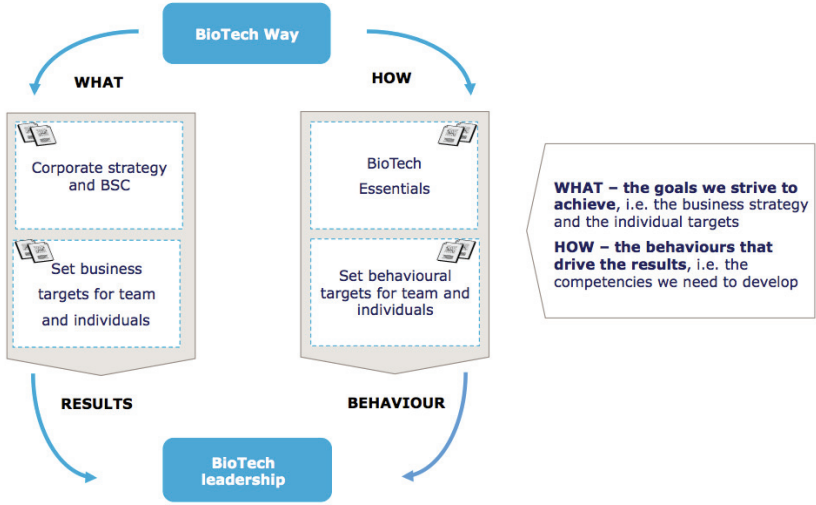 BioTech Way
WHAT
HOW
Corporate strategy
and BSC
Set business
targets for team
and individuals
BioTech
Essentials
Set behavioural
targets for team and
individuals
WHAT – the goals we strive to
achieve, i.e. the business strategy
and the individual targets
HOW – the behaviours that
drive the results, i.e. the
competencies we need to develop
RESULTS
BEHAVIOUR
BioTech
leadership